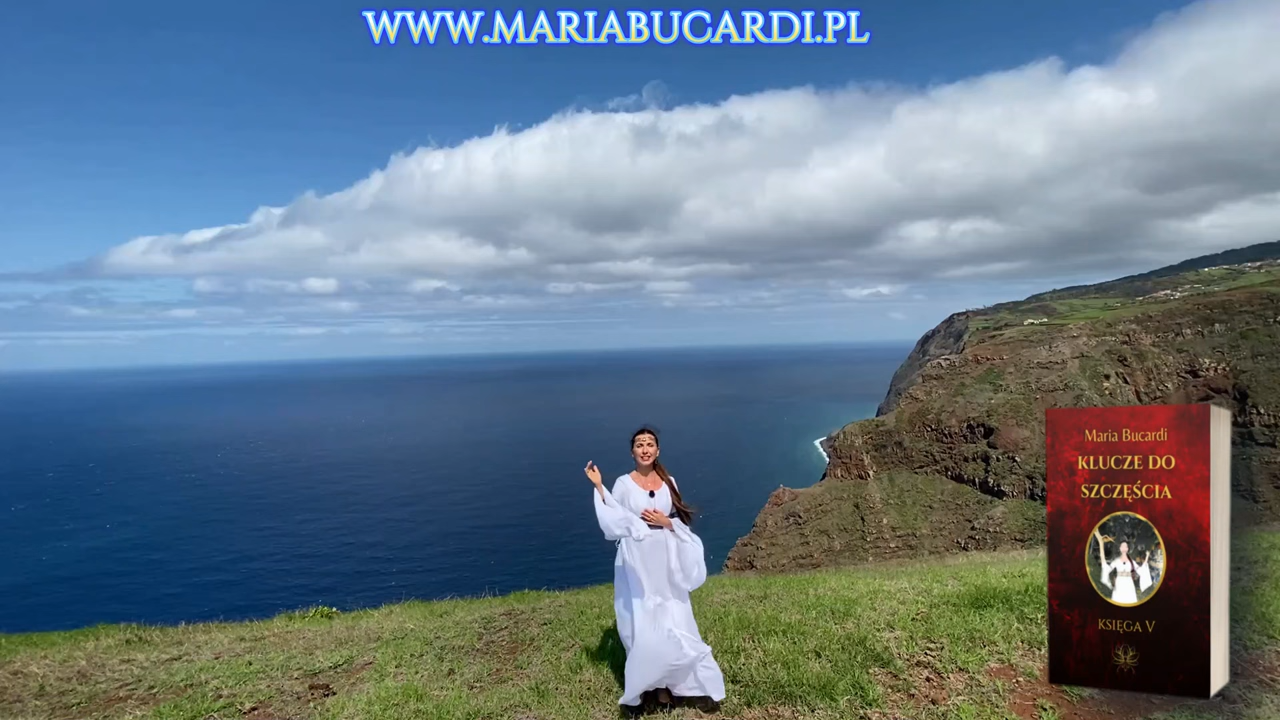 WWW.MARIABUCARDI.PL
Maria Bucardi
KLUCZE DO
SZCZĘŚCIA
KSIĘGA V